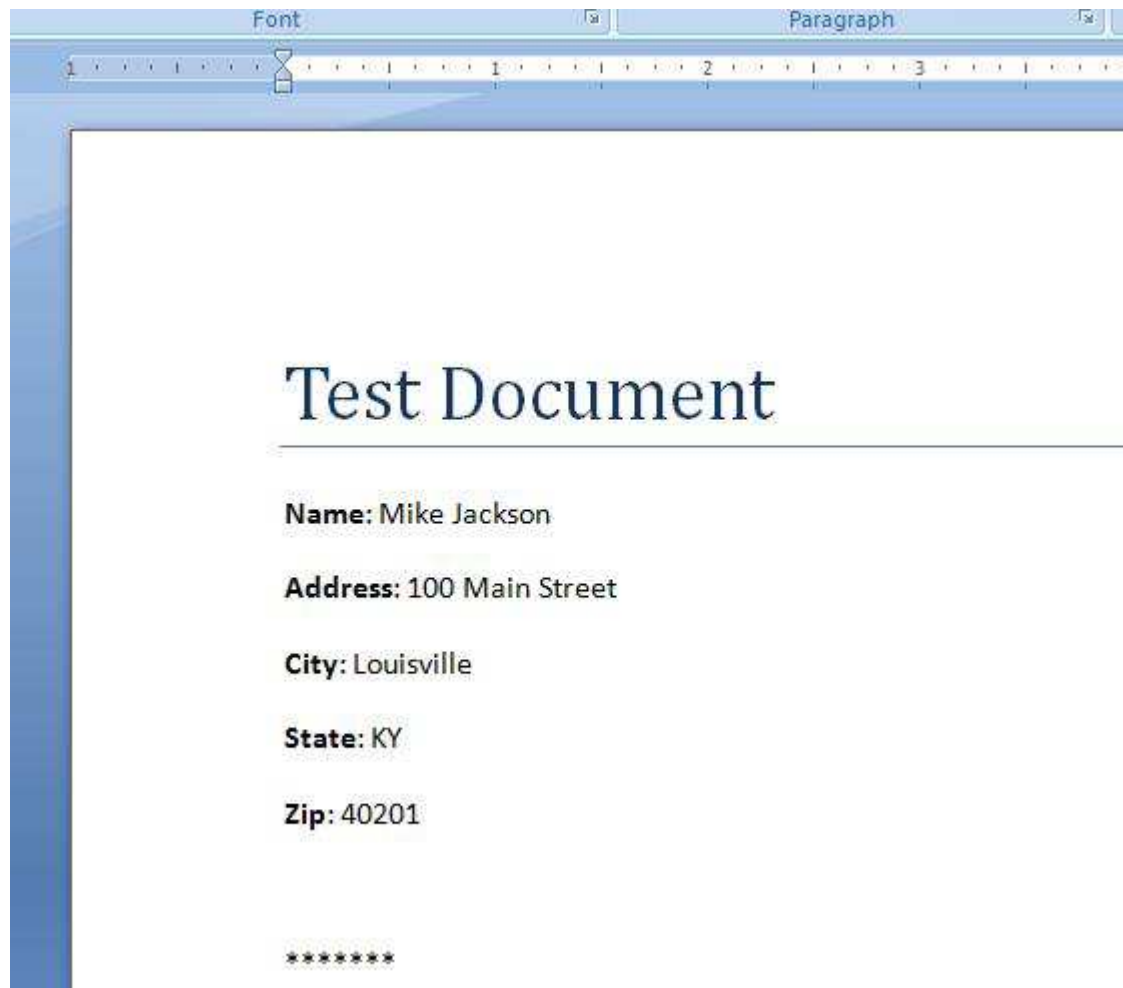 Font Paragraph
1 1 2 3
Test Document
Name: Mike Jackson
Address: 100 Main Street
City: Louisville
State: KY
Zip: 40201
*******